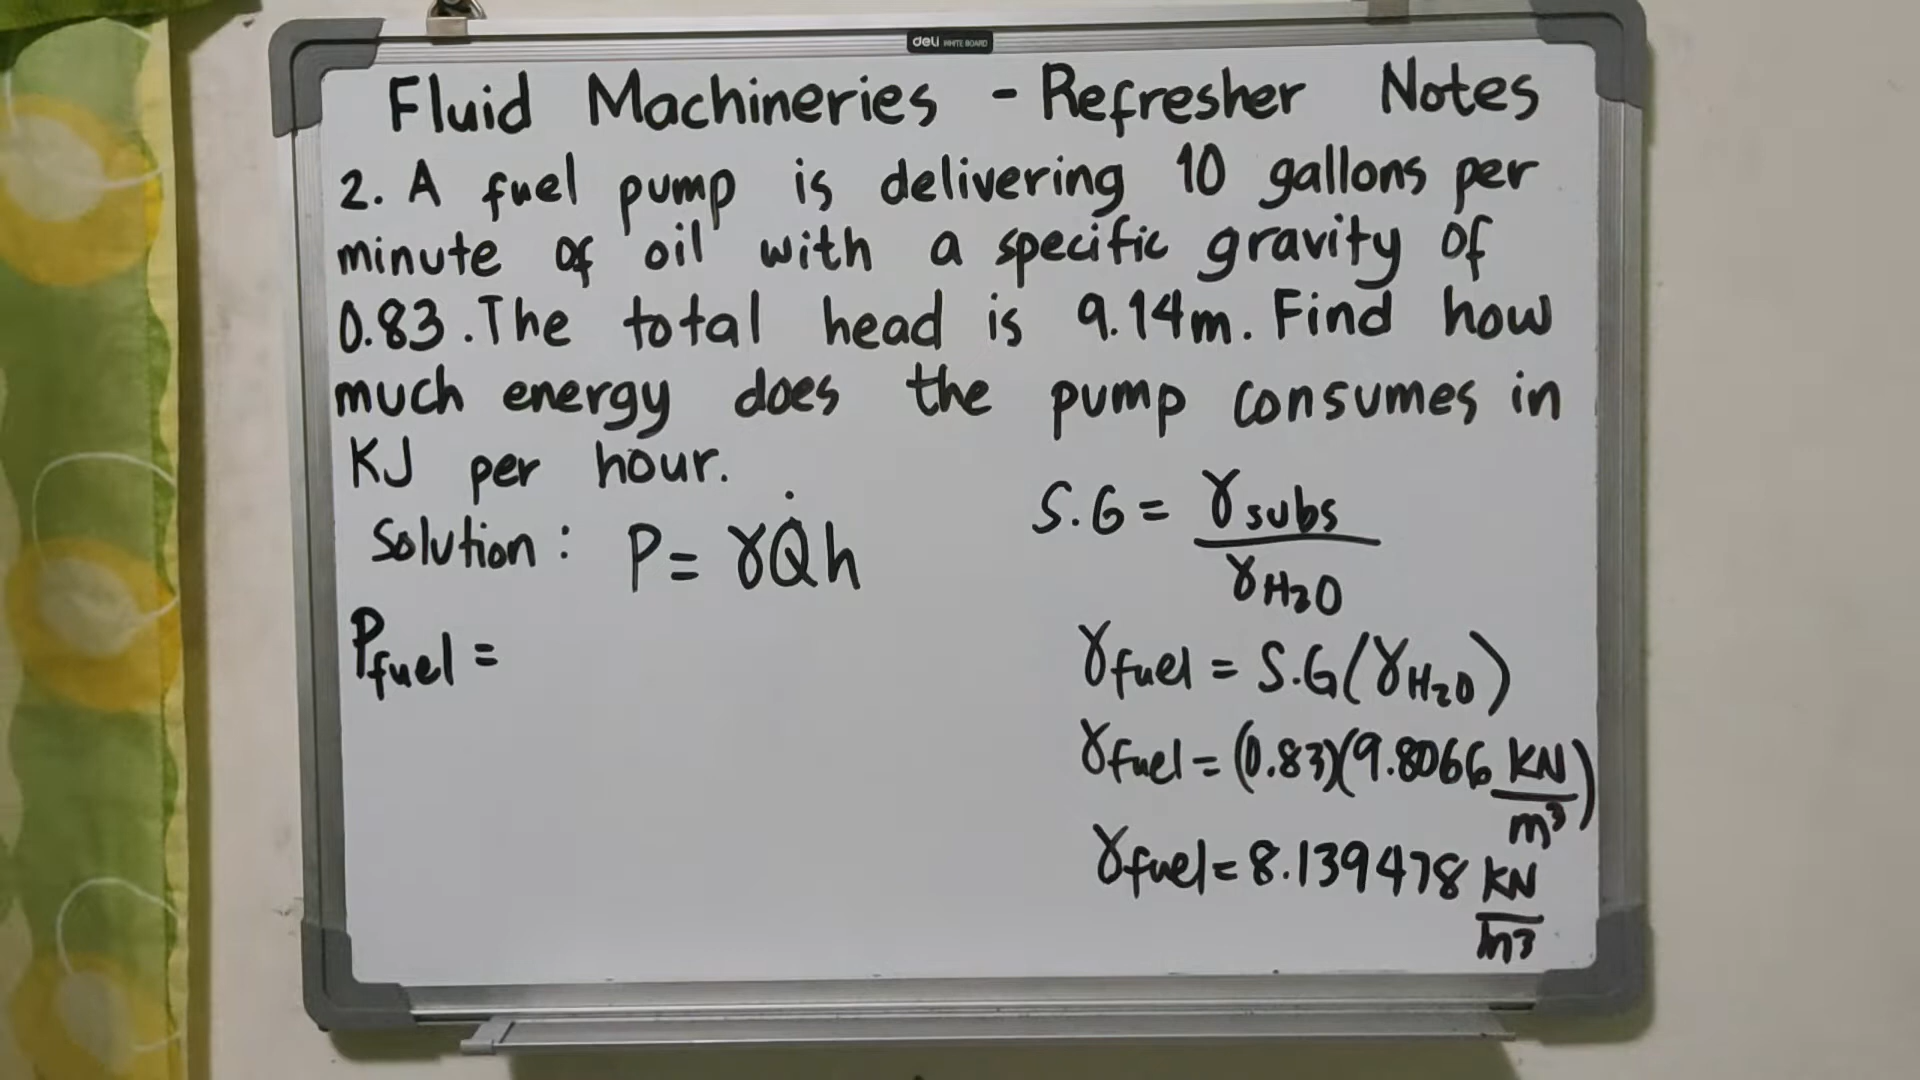 deli WHITE BOARD
Fluid Machineries - Refresher Notes
2. A fuel pump is delivering 10 gallons per
minute of oil with a specific gravity of
0.83. The total head is 9.14m. Find how
much energy does the pump consumes in
KJ per hour.
Solution: P = γQ̇h
Pfuel =
S.G = γsubs / γH₂O
γfuel = S.G(γH₂O)
γfuel = (0.83)(9.8066 KN/m³)
γfuel = 8.139478 KN/m³